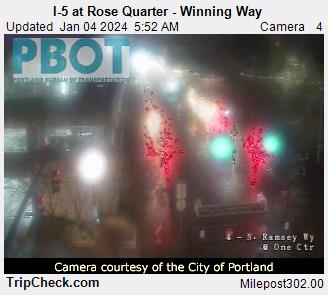 I-5 at Rose Quarter - Winning Way
Updated Jan 04 2024 5:52 AM Camera 4
PBOT
PORTLAND BUREAU OF TRANSPORTATION
4 - N. Ramsey Wy
@ One Ctr
Camera courtesy of the City of Portland
TripCheck.com Milepost302.00